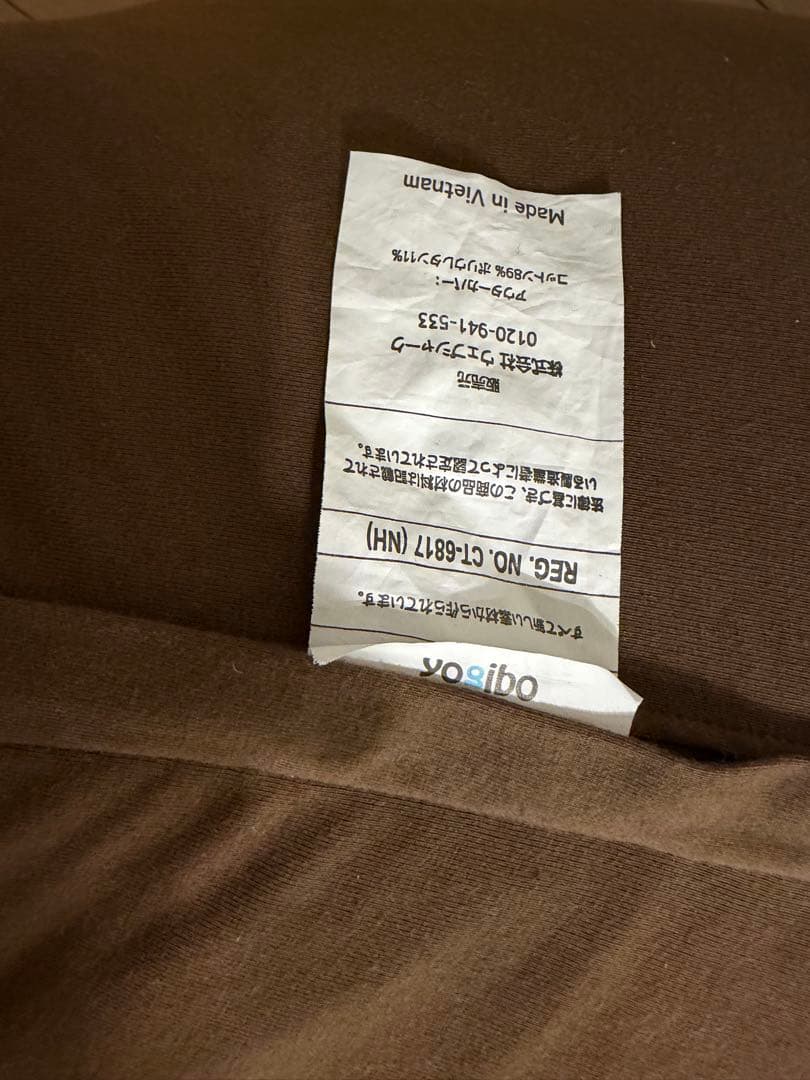 yogibo
すべて新しい素材から作られています。
REG. NO. CT-6817 (NH)
法律に基づき、この商品の材料は記載されて
いる製造業者によって認定されています。
販売元
株式会社 ウェブシャーク
0120-941-533
アウターカバー：
コットン89% ポリウレタン11%
Made in Vietnam